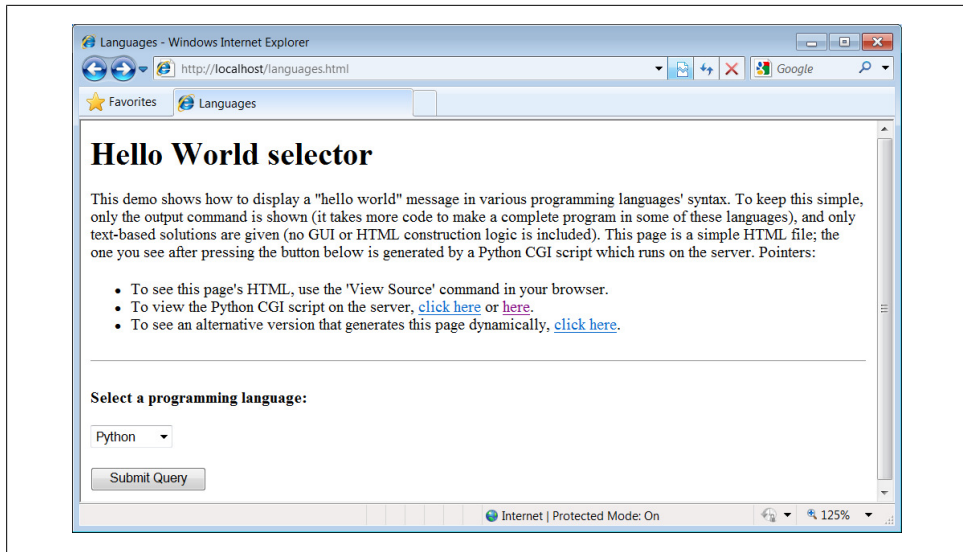 Languages - Windows Internet Explorer
http://localhost/languages.html
Google
Favorites
Languages
Hello World selector
This demo shows how to display a "hello world" message in various programming languages' syntax. To keep this simple,
only the output command is shown (it takes more code to make a complete program in some of these languages), and only
text-based solutions are given (no GUI or HTML construction logic is included). This page is a simple HTML file; the
one you see after pressing the button below is generated by a Python CGI script which runs on the server. Pointers:
• To see this page's HTML, use the 'View Source' command in your browser.
• To view the Python CGI script on the server, click here or here.
• To see an alternative version that generates this page dynamically, click here.
Select a programming language:
Python
Submit Query
Internet | Protected Mode: On
125%